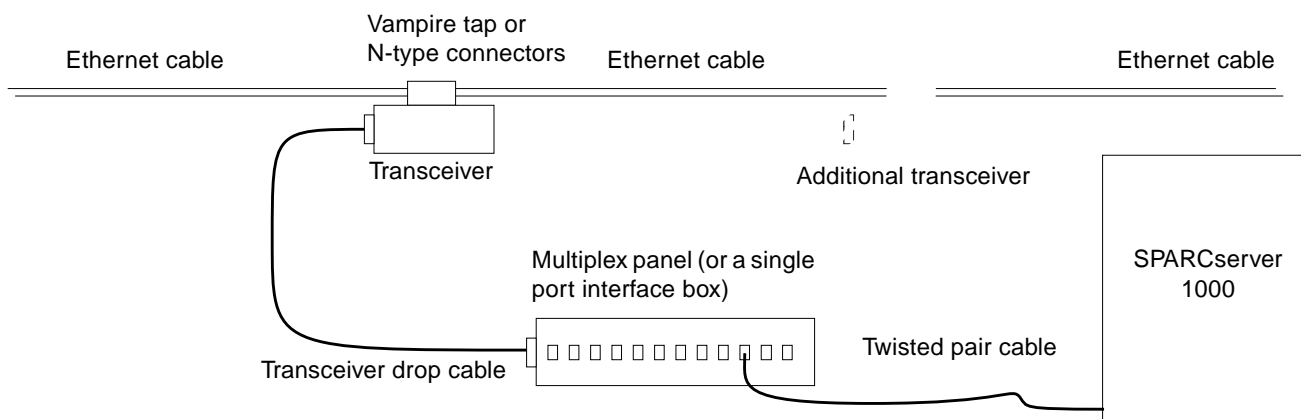 Vampire tap or
N-type connectors
Ethernet cable
Ethernet cable
Ethernet cable
Transceiver
Additional transceiver
Multiplex panel (or a single
port interface box)
SPARCserver
1000
Twisted pair cable
Transceiver drop cable